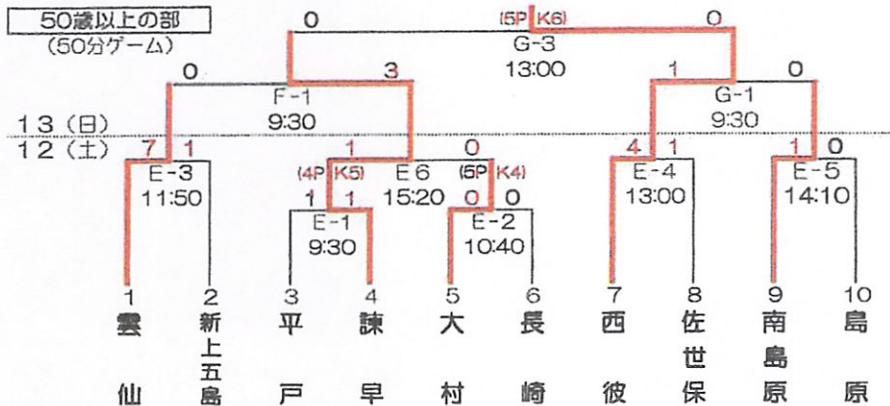 50歳以上の部
(50分ゲーム)
0 (5P K6) 0
G-3
13:00
0 3 1 0
F-1 G-1
9:30 9:30
13 (日)
12 (土)
7 1 1 0 4 1 1 0
E-3 (4P K5) E6 (5P K4) E-4 E-5
11:50 15:20 13:00 14:10
1 1 0 0
E-1 E-2
9:30 10:40
1 2 3 4 5 6 7 8 9 10
雲仙 新上五島 平戸 諫早 大村 長崎 西彼 佐世保 南島原 島原